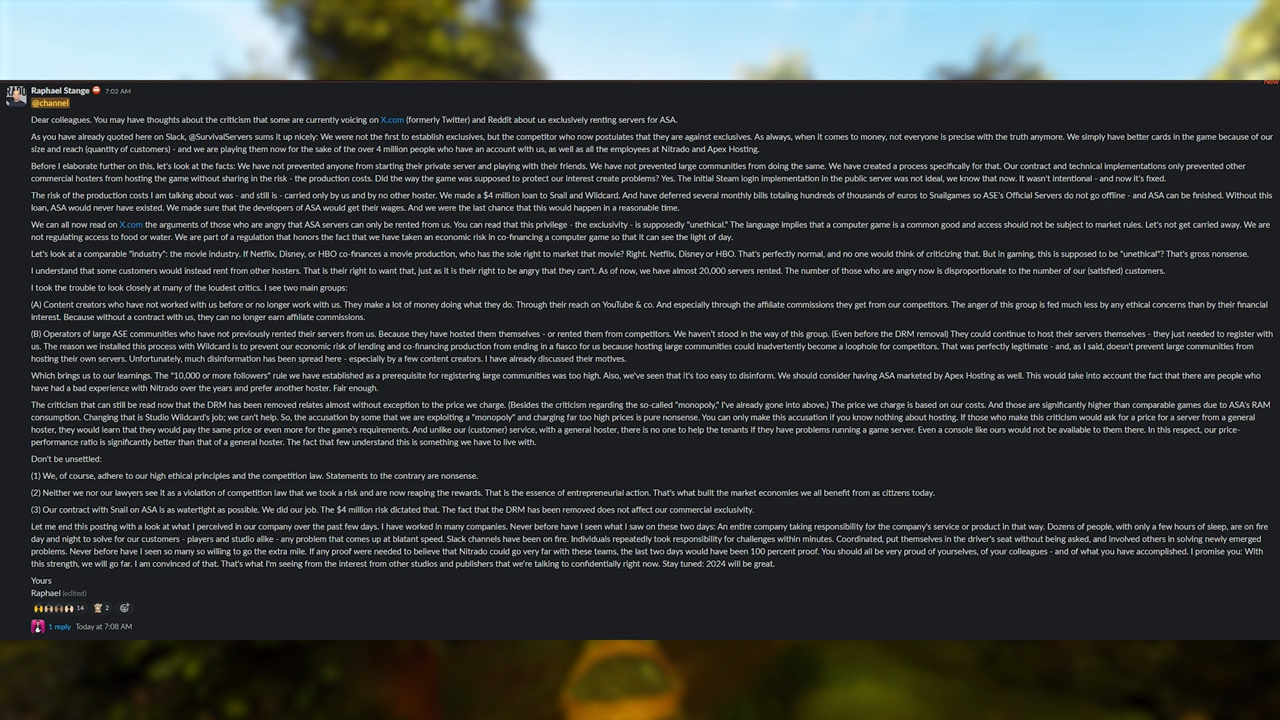 Raphael Stange 7:02 AM
@channel
Dear colleagues. You may have thoughts about the criticism that some are currently voicing on X.com (formerly Twitter) and Reddit about us exclusively renting servers for ASA.
As you have already quoted here on Slack, @SurvivalServers sums it up nicely: We were not the first to establish exclusives, but the competitor who now postulates that they are against exclusives. As always, when it comes to money, not everyone is precise with the truth anymore. We simply have better cards in the game because of our
size and reach (quantity of customers) - and we are playing them now for the sake of the over 4 million people who have an account with us, as well as all the employees at Nitrado and Apex Hosting.
Before I elaborate further on this, let's look at the facts: We have not prevented anyone from starting their private server and playing with their friends. We have not prevented large communities from doing the same. We have created a process specifically for that. Our contract and technical implementations only prevented other
commercial hosters from hosting the game without sharing in the risk - the production costs. Did the way the game was supposed to protect our interest create problems? Yes. The initial Steam login implementation in the public server was not ideal, we know that now. It wasn't intentional - and now it's fixed.
The risk of the production costs I am talking about was - and still is - carried only by us and by no other hoster. We made a $4 million loan to Snail and Wildcard. And have deferred several monthly bills totaling hundreds of thousands of euros to Snailgames so ASE's Official Servers do not go offline - and ASA can be finished. Without this
loan, ASA would never have existed. We made sure that the developers of ASA would get their wages. And we were the last chance that this would happen in a reasonable time.
We can all now read on X.com the arguments of those who are angry that ASA servers can only be rented from us. You can read that this privilege - the exclusivity - is supposedly "unethical." The language implies that a computer game is a common good and access should not be subject to market rules. Let's not get carried away. We are
not regulating access to food or water. We are part of a regulation that honors the fact that we have taken an economic risk in co-financing a computer game so that it can see the light of day.
Let's look at a comparable "industry": the movie industry. If Netflix, Disney, or HBO co-finances a movie production, who has the sole right to market that movie? Right. Netflix, Disney or HBO. That's perfectly normal, and no one would think of criticizing that. But in gaming, this is supposed to be "unethical"? That's gross nonsense.
I understand that some customers would instead rent from other hosters. That is their right to want that, just as it is their right to be angry that they can't. As of now, we have almost 20,000 servers rented. The number of those who are angry now is disproportionate to the number of our (satisfied) customers.
I took the trouble to look closely at many of the loudest critics. I see two main groups:
(A) Content creators who have not worked with us before or no longer work with us. They make a lot of money doing what they do. Through their reach on YouTube & co. And especially through the affiliate commissions they get from our competitors. The anger of this group is fed much less by any ethical concerns than by their financial
interest. Because without a contract with us, they can no longer earn affiliate commissions.
(B) Operators of large ASE communities who have not previously rented their servers from us. Because they have hosted them themselves - or rented them from competitors. We haven't stood in the way of this group. (Even before the DRM removal) They could continue to host their servers themselves - they just needed to register with
us. The reason we installed this process with Wildcard is to prevent our economic risk of lending and co-financing production from ending in a fiasco for us because hosting large communities could inadvertently become a loophole for competitors. That was perfectly legitimate - and, as I said, doesn't prevent large communities from
hosting their own servers. Unfortunately, much disinformation has been spread here - especially by a few content creators. I have already discussed their motives.
Which brings us to our learnings. The "10,000 or more followers" rule we have established as a prerequisite for registering large communities was too high. Also, we've seen that it's too easy to disinform. We should consider having ASA marketed by Apex Hosting as well. This would take into account the fact that there are people who
have had a bad experience with Nitrado over the years and prefer another hoster. Fair enough.
The criticism that can still be read now that the DRM has been removed relates almost without exception to the price we charge. (Besides the criticism regarding the so-called "monopoly," I've already gone into above.) The price we charge is based on our costs. And those are significantly higher than comparable games due to ASA's RAM
consumption. Changing that is Studio Wildcard's job; we can't help. So, the accusation by some that we are exploiting a "monopoly" and charging far too high prices is pure nonsense. You can only make this accusation if you know nothing about hosting. If those who make this criticism would ask for a price for a server from a general
hoster, they would learn that they would pay the same price or even more for the game's requirements. And unlike our (customer) service, with a general hoster, there is no one to help the tenants if they have problems running a game server. Even a console like ours would not be available to them there. In this respect, our price-
performance ratio is significantly better than that of a general hoster. The fact that few understand this is something we have to live with.
Don't be unsettled:
(1) We, of course, adhere to our high ethical principles and the competition law. Statements to the contrary are nonsense.
(2) Neither we nor our lawyers see it as a violation of competition law that we took a risk and are now reaping the rewards. That is the essence of entrepreneurial action. That's what built the market economies we all benefit from as citizens today.
(3) Our contract with Snail on ASA is as watertight as possible. We did our job. The $4 million risk dictated that. The fact that the DRM has been removed does not affect our commercial exclusivity.
Let me end this posting with a look at what I perceived in our company over the past few days. I have worked in many companies. Never before have I seen what I saw on these two days: An entire company taking responsibility for the company's service or product in that way. Dozens of people, with only a few hours of sleep, are on fire
day and night to solve for our customers - players and studio alike - any problem that comes up at blatant speed. Slack channels have been on fire. Individuals repeatedly took responsibility for challenges within minutes. Coordinated, put themselves in the driver's seat without being asked, and involved others in solving newly emerged
problems. Never before have I seen so many so willing to go the extra mile. If any proof were needed to believe that Nitrado could go very far with these teams, the last two days would have been 100 percent proof. You should all be very proud of yourselves, of your colleagues - and of what you have accomplished. I promise you: With
this strength, we will go far. I am convinced of that. That's what I'm seeing from the interest from other studios and publishers that we're talking to confidentially right now. Stay tuned: 2024 will be great.
Yours
Raphael (edited)
14 2
1 reply Today at 7:08 AM